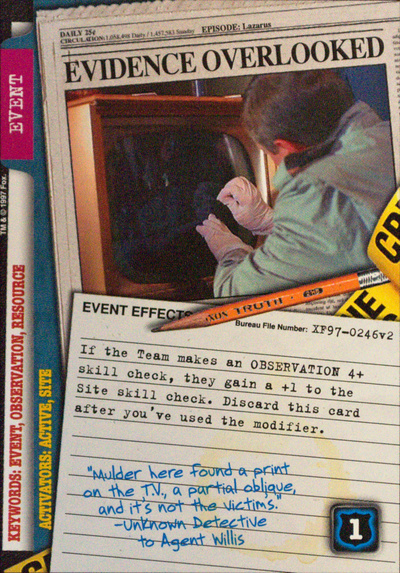 DAILY 25¢ EPISODE: Lazarus
CIRCULATION: 1,058,498 Daily / 1,457,583 Sunday
EVIDENCE OVERLOOKED
EVENT
TM & © 1997 Fox.
KEYWORDS: EVENT, OBSERVATION, RESOURCE
ACTIVATORS: ACTIVE, SITE
TRUTH
EVENT EFFECTS
Bureau File Number: XF97-0246v2
If the Team makes an OBSERVATION 4+
skill check, they gain a +1 to the
Site skill check. Discard this card
after you've used the modifier.
"Mulder here found a print
on the T.V., a partial oblique,
and it's not the victims."
-Unknown Detective
to Agent Willis
1